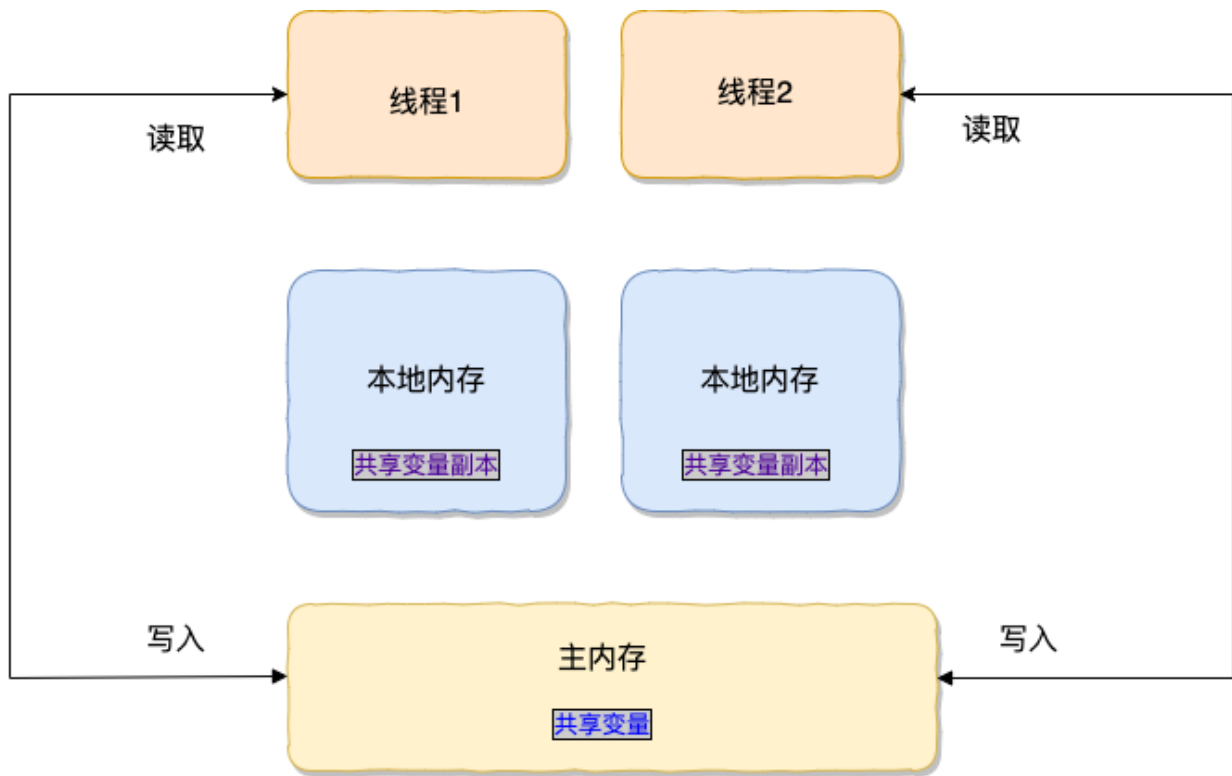 线程1
线程2
读取
读取
本地内存
本地内存
共享变量副本
共享变量副本
写入
写入
主内存
共享变量